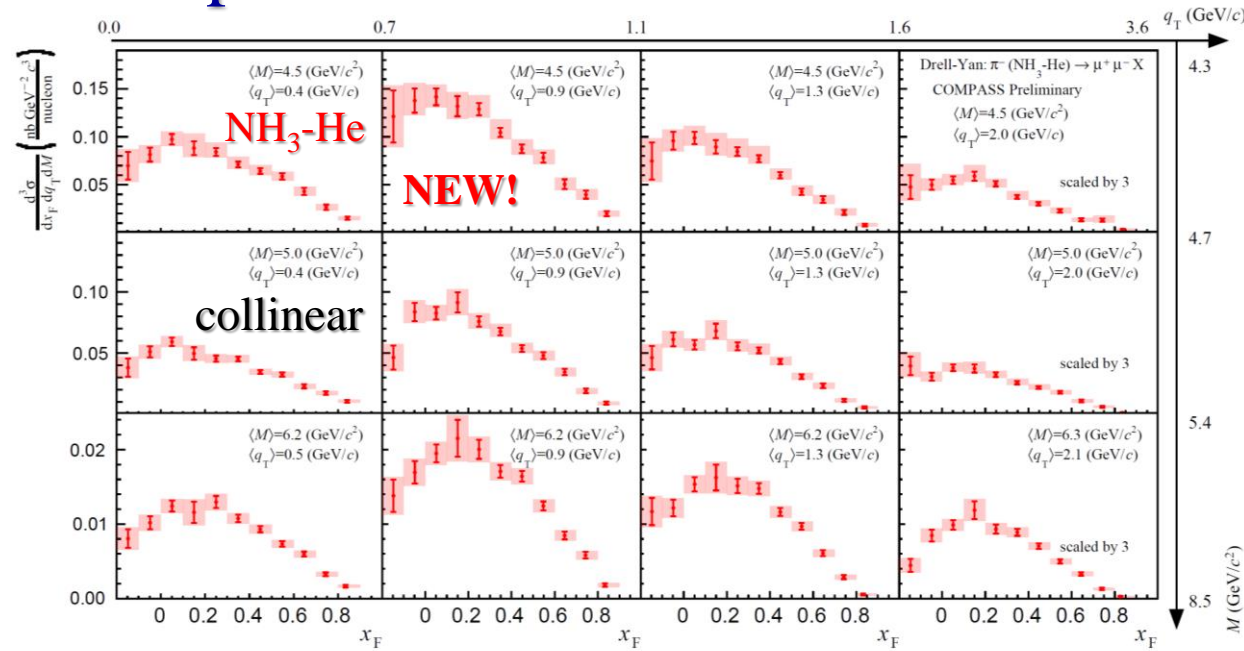 0.0 0.7 1.1 1.6 3.6 q_T (GeV/c)
d³σ / dx_F dq_T dM (nb GeV⁻² c³ / nucleon)
0.15
0.10
0.05
⟨M⟩=4.5 (GeV/c²)
⟨q_T⟩=0.4 (GeV/c)
NH₃-He
⟨M⟩=4.5 (GeV/c²)
⟨q_T⟩=0.9 (GeV/c)
NEW!
⟨M⟩=4.5 (GeV/c²)
⟨q_T⟩=1.3 (GeV/c)
Drell-Yan: π⁻ (NH₃-He) → μ⁺ μ⁻ X
COMPASS Preliminary
⟨M⟩=4.5 (GeV/c²)
⟨q_T⟩=2.0 (GeV/c)
scaled by 3
4.3
4.7
0.10
0.05
⟨M⟩=5.0 (GeV/c²)
⟨q_T⟩=0.4 (GeV/c)
collinear
⟨M⟩=5.0 (GeV/c²)
⟨q_T⟩=0.9 (GeV/c)
⟨M⟩=5.0 (GeV/c²)
⟨q_T⟩=1.3 (GeV/c)
⟨M⟩=5.0 (GeV/c²)
⟨q_T⟩=2.0 (GeV/c)
scaled by 3
5.4
0.02
0.01
0.00
⟨M⟩=6.2 (GeV/c²)
⟨q_T⟩=0.5 (GeV/c)
⟨M⟩=6.2 (GeV/c²)
⟨q_T⟩=0.9 (GeV/c)
⟨M⟩=6.2 (GeV/c²)
⟨q_T⟩=1.3 (GeV/c)
⟨M⟩=6.3 (GeV/c²)
⟨q_T⟩=2.1 (GeV/c)
scaled by 3
8.5
M (GeV/c²)
0 0.2 0.4 0.6 0.8 0 0.2 0.4 0.6 0.8 0 0.2 0.4 0.6 0.8 0 0.2 0.4 0.6 0.8
x_F x_F x_F x_F